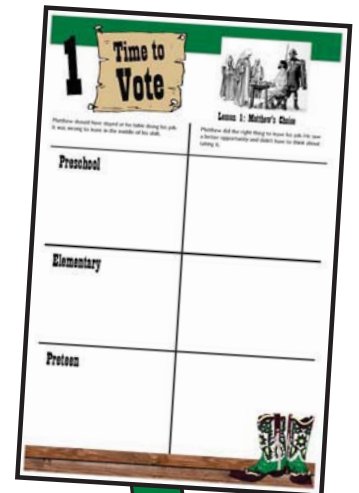 1
Time to
Vote
Lesson 1: Matthew's Choice
Matthew should have stayed at his table doing his job.
It was wrong to leave in the middle of his shift.
Matthew did the right thing to leave his job. He saw
a better opportunity and didn't have to think about
taking it.
Preschool
Elementary
Preteen